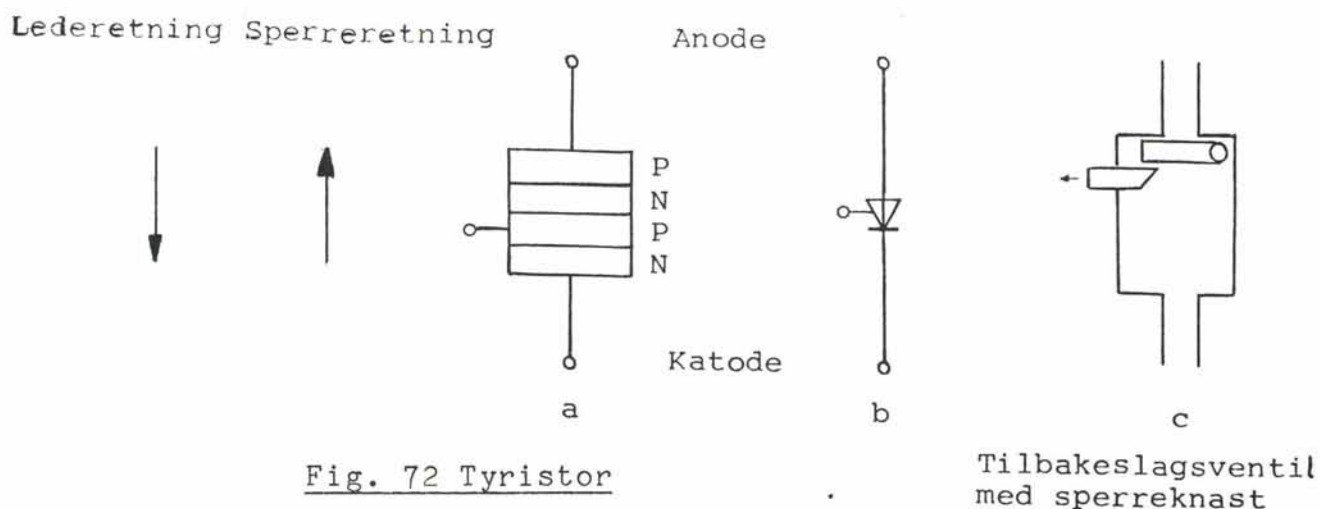 Lederetning Sperreretning Anode
P
N
P
N
Katode
a b c
Fig. 72 Tyristor
Tilbakeslagsventil
med sperreknast